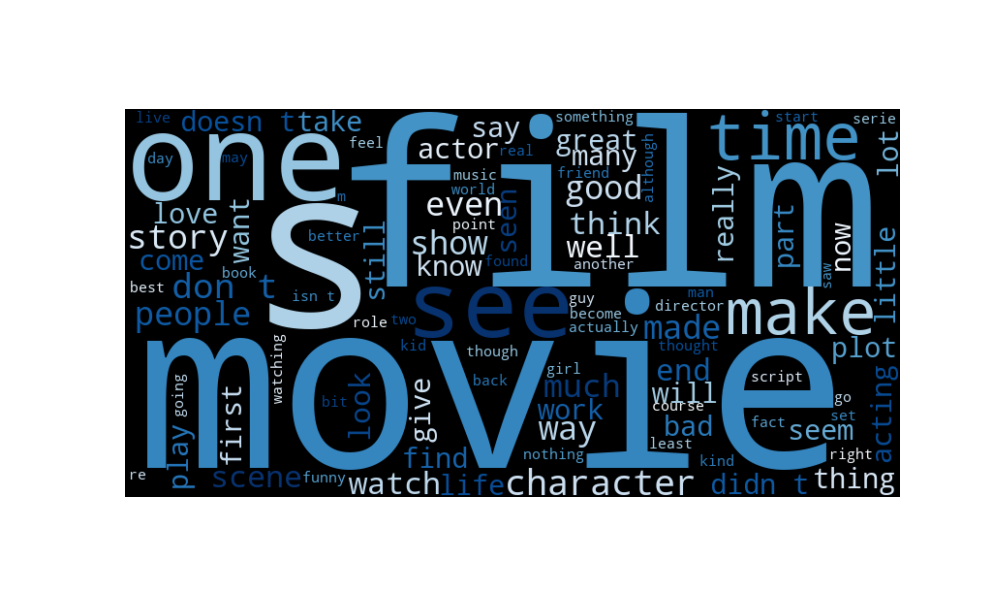 live
doesn t
take
something
start
serie
one
film
say
great
time
lot
day
may
feel
actor
real
many
although
m
music
friend
really
world
good
love
want
even
seen
story
point
think
part
now
better
still
show
well
come
know
found
another
saw
little
book
best
don t
isn t
s
see
guy
man
director
make
people
role
two
become
actually
made
movie
kid
though
thought
plot
watching
girl
end
script
back
much
will
going
look
give
bit
work
course
go
first
way
bad
fact
set
seem
acting
play
find
nothing
least
kind
right
re
scene
funny
watch
life
character
didn t
thing